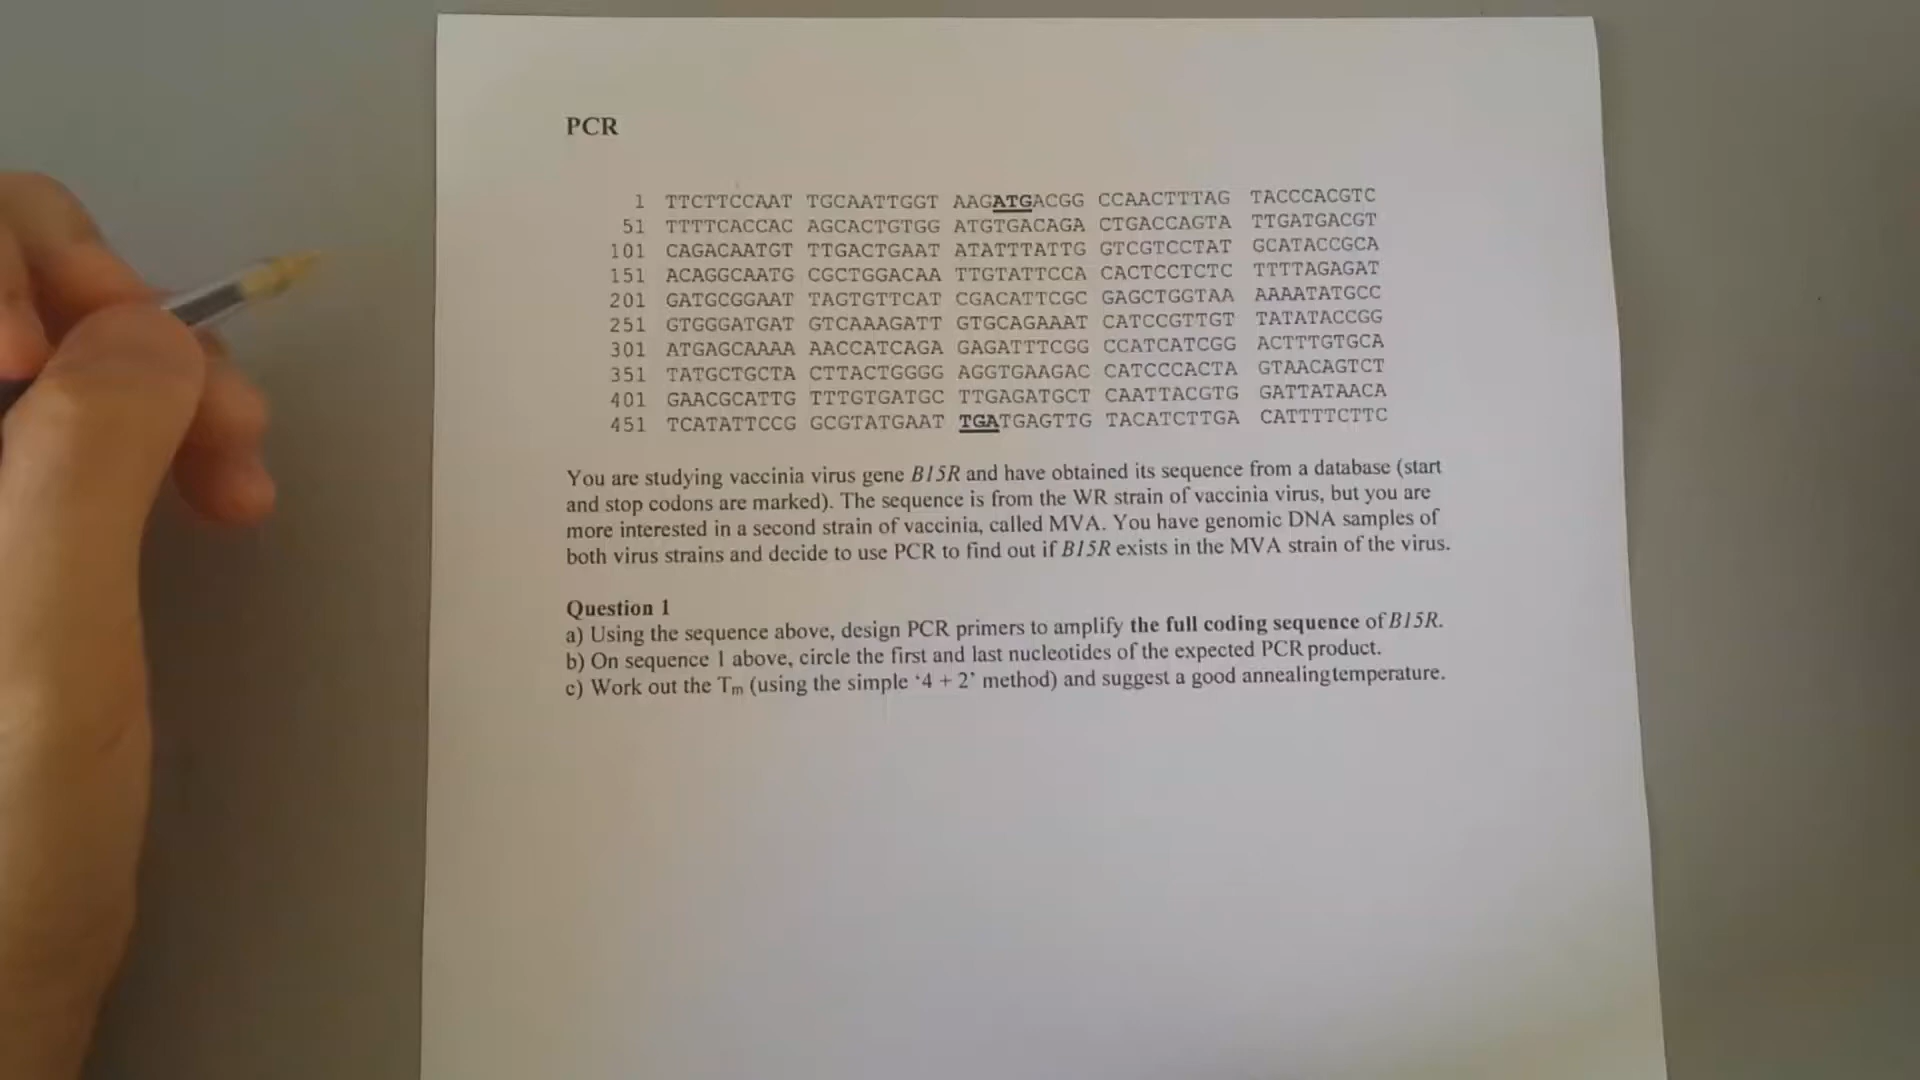 PCR
1 TTCTTCCAAT TGCAATTGGT AAGATGACGG CCAACTTTAG TACCCACGTC
51 TTTTCACCAC AGCACTGTGG ATGTGACAGA CTGACCAGTA TTGATGACGT
101 CAGACAATGT TTGACTGAAT ATATTTATTG GTCGTCCTAT GCATACCGCA
151 ACAGGCAATG CGCTGGACAA TTGTATTCCA CACTCCTCTC TTTTAGAGAT
201 GATGCGGAAT TAGTGTTCAT CGACATTCGC GAGCTGGTAA AAAATATGCC
251 GTGGGATGAT GTCAAAGATT GTGCAGAAAT CATCCGTTGT TATATACCGG
301 ATGAGCAAAA AACCATCAGA GAGATTTCGG CCATCATCGG ACTTTGTGCA
351 TATGCTGCTA CTTACTGGGG AGGTGAAGAC CATCCCACTA GTAACAGTCT
401 GAACGCATTG TTTGTGATGC TTGAGATGCT CAATTACGTG GATTATAACA
451 TCATATTCCG GCGTATGAAT TGATGAGTTG TACATCTTGA CATTTTCTTC
You are studying vaccinia virus gene B15R and have obtained its sequence from a database (start
and stop codons are marked). The sequence is from the WR strain of vaccinia virus, but you are
more interested in a second strain of vaccinia, called MVA. You have genomic DNA samples of
both virus strains and decide to use PCR to find out if B15R exists in the MVA strain of the virus.
Question 1
a) Using the sequence above, design PCR primers to amplify the full coding sequence of B15R.
b) On sequence 1 above, circle the first and last nucleotides of the expected PCR product.
c) Work out the Tm (using the simple ‘4 + 2’ method) and suggest a good annealing temperature.